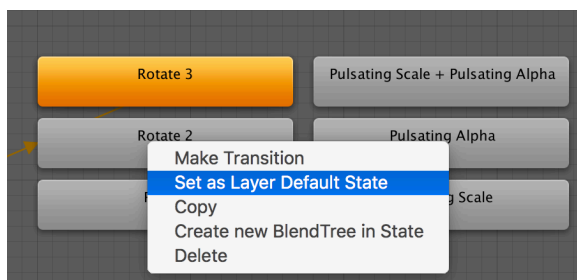 Rotate 3
Pulsating Scale + Pulsating Alpha
Rotate 2
Pulsating Alpha
Make Transition
Set as Layer Default State
Scale
Copy
Create new BlendTree in State
Delete